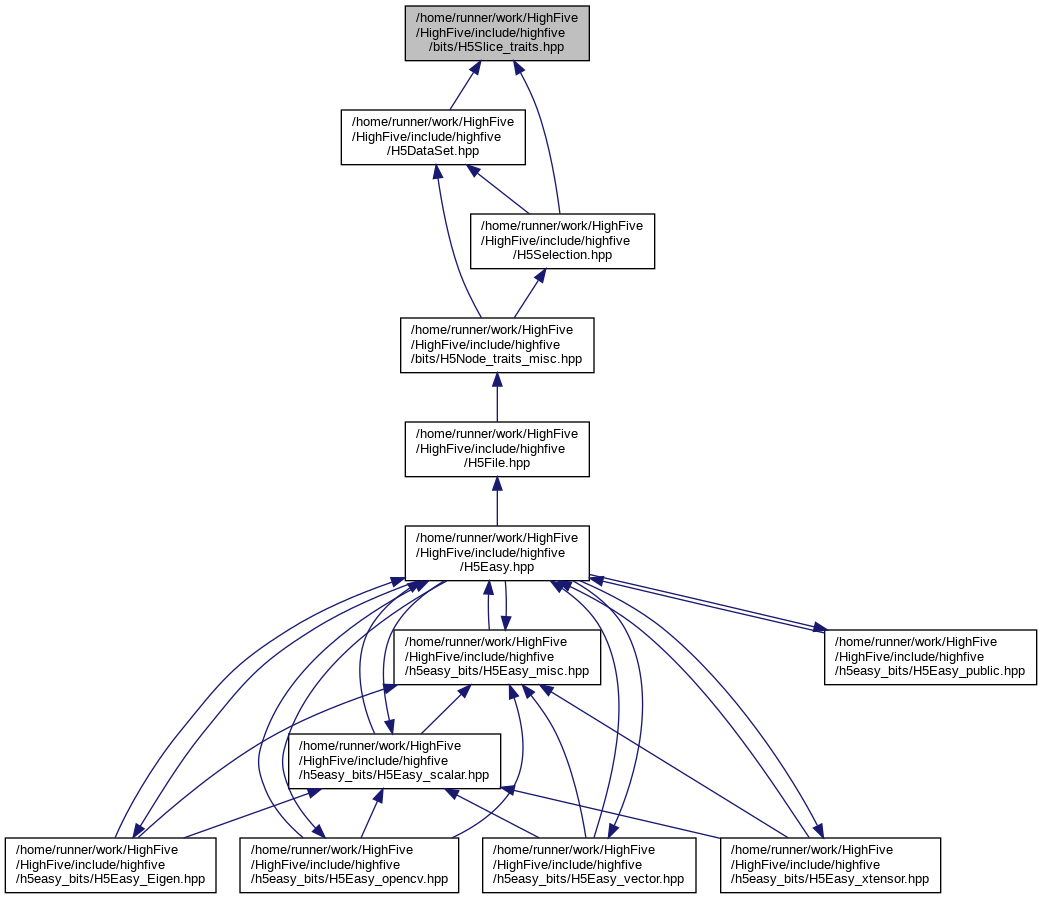 /home/runner/work/HighFive
/HighFive/include/highfive
/bits/H5Slice_traits.hpp
/home/runner/work/HighFive
/HighFive/include/highfive
/H5DataSet.hpp
/home/runner/work/HighFive
/HighFive/include/highfive
/H5Selection.hpp
/home/runner/work/HighFive
/HighFive/include/highfive
/bits/H5Node_traits_misc.hpp
/home/runner/work/HighFive
/HighFive/include/highfive
/H5File.hpp
/home/runner/work/HighFive
/HighFive/include/highfive
/H5Easy.hpp
/home/runner/work/HighFive
/HighFive/include/highfive
/h5easy_bits/H5Easy_misc.hpp
/home/runner/work/HighFive
/HighFive/include/highfive
/h5easy_bits/H5Easy_public.hpp
/home/runner/work/HighFive
/HighFive/include/highfive
/h5easy_bits/H5Easy_scalar.hpp
/home/runner/work/HighFive
/HighFive/include/highfive
/h5easy_bits/H5Easy_Eigen.hpp
/home/runner/work/HighFive
/HighFive/include/highfive
/h5easy_bits/H5Easy_opencv.hpp
/home/runner/work/HighFive
/HighFive/include/highfive
/h5easy_bits/H5Easy_vector.hpp
/home/runner/work/HighFive
/HighFive/include/highfive
/h5easy_bits/H5Easy_xtensor.hpp